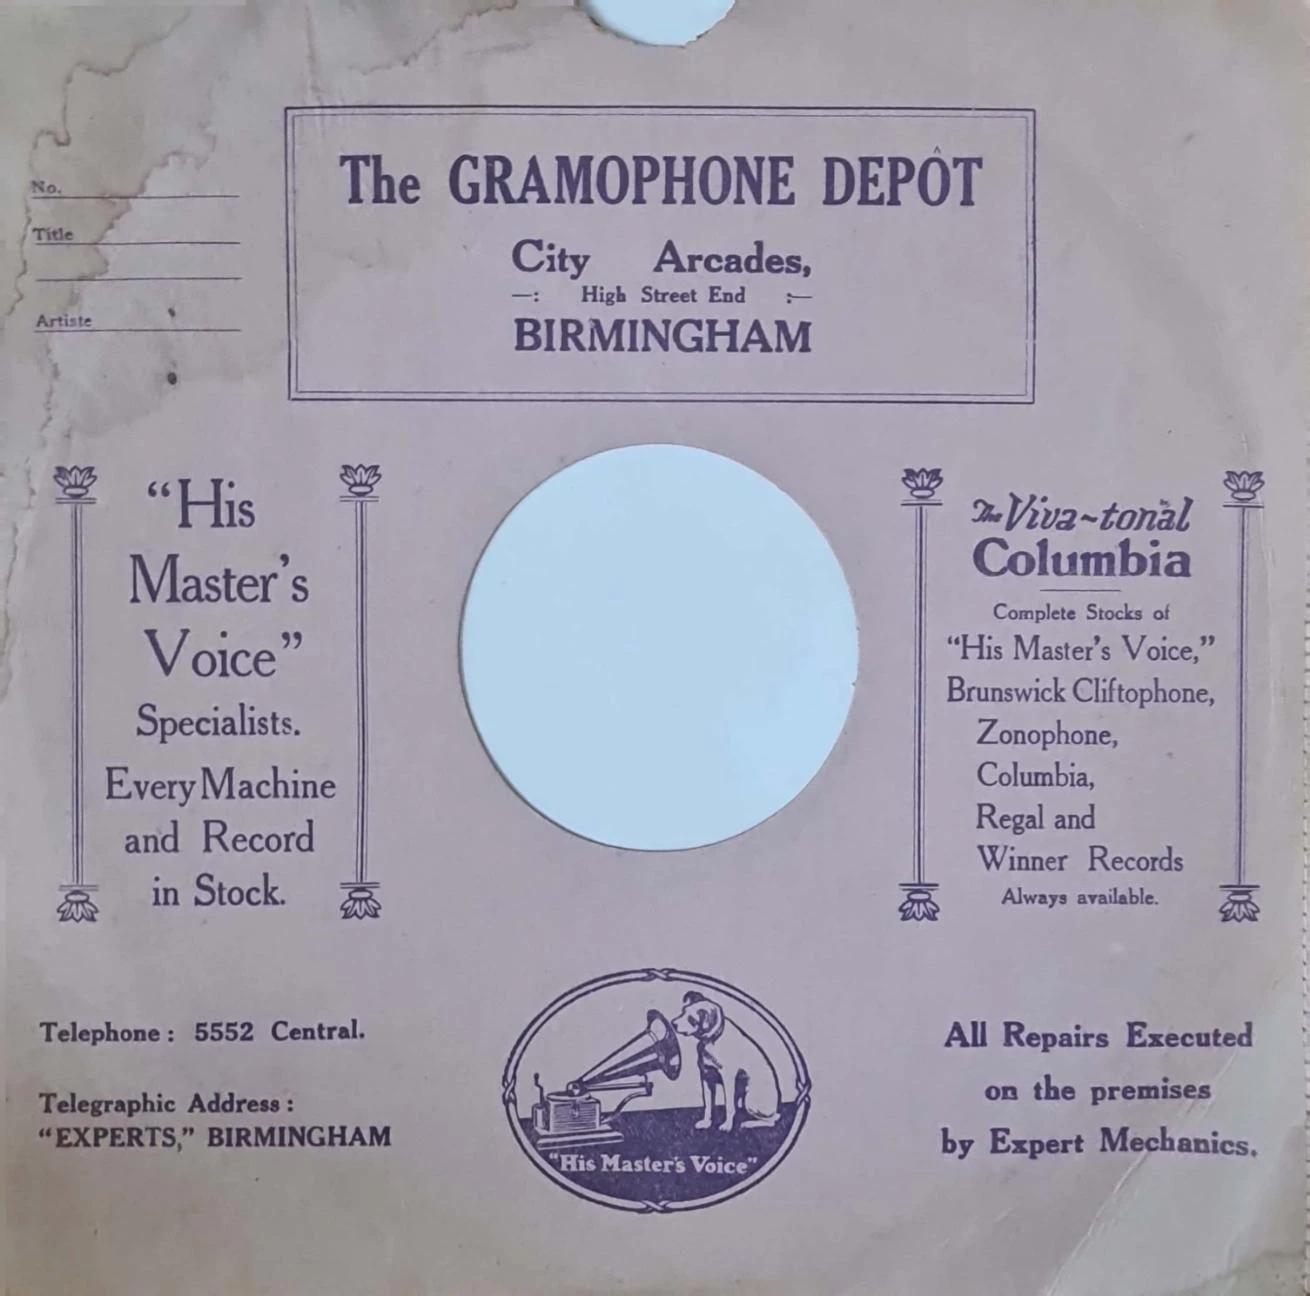 No.
Title
Artiste
The GRAMOPHONE DEPÔT
City Arcades,
—: High Street End :—
BIRMINGHAM
“His
Master’s
Voice”
Specialists.
Every Machine
and Record
in Stock.
The Viva~tonal
Columbia
Complete Stocks of
“His Master’s Voice,”
Brunswick Cliftophone,
Zonophone,
Columbia,
Regal and
Winner Records
Always available.
Telephone: 5552 Central.
Telegraphic Address:
“EXPERTS,” BIRMINGHAM
“His Master’s Voice”
All Repairs Executed
on the premises
by Expert Mechanics.